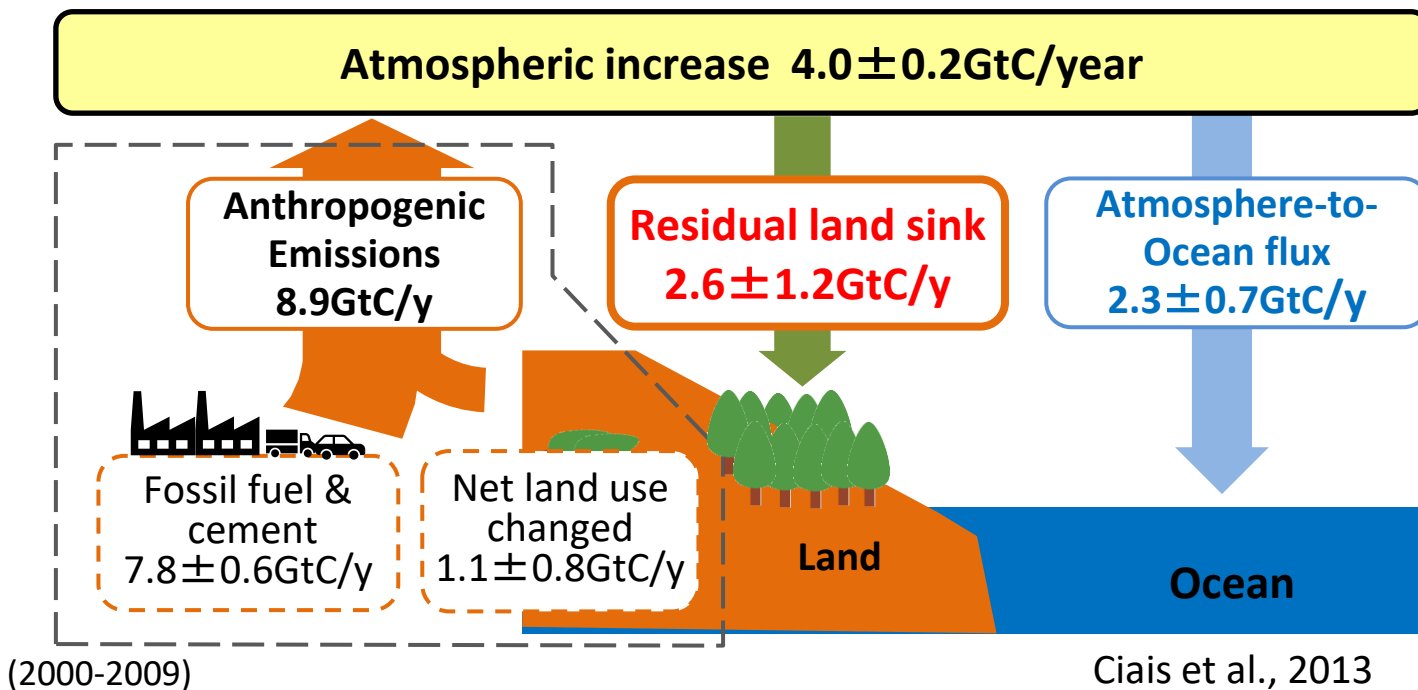 Atmospheric increase 4.0±0.2GtC/year
Anthropogenic
Emissions
8.9GtC/y
Residual land sink
2.6±1.2GtC/y
Atmosphere-to-
Ocean flux
2.3±0.7GtC/y
Fossil fuel &
cement
7.8±0.6GtC/y
Net land use
changed
1.1±0.8GtC/y
Land
Ocean
(2000-2009)
Ciais et al., 2013